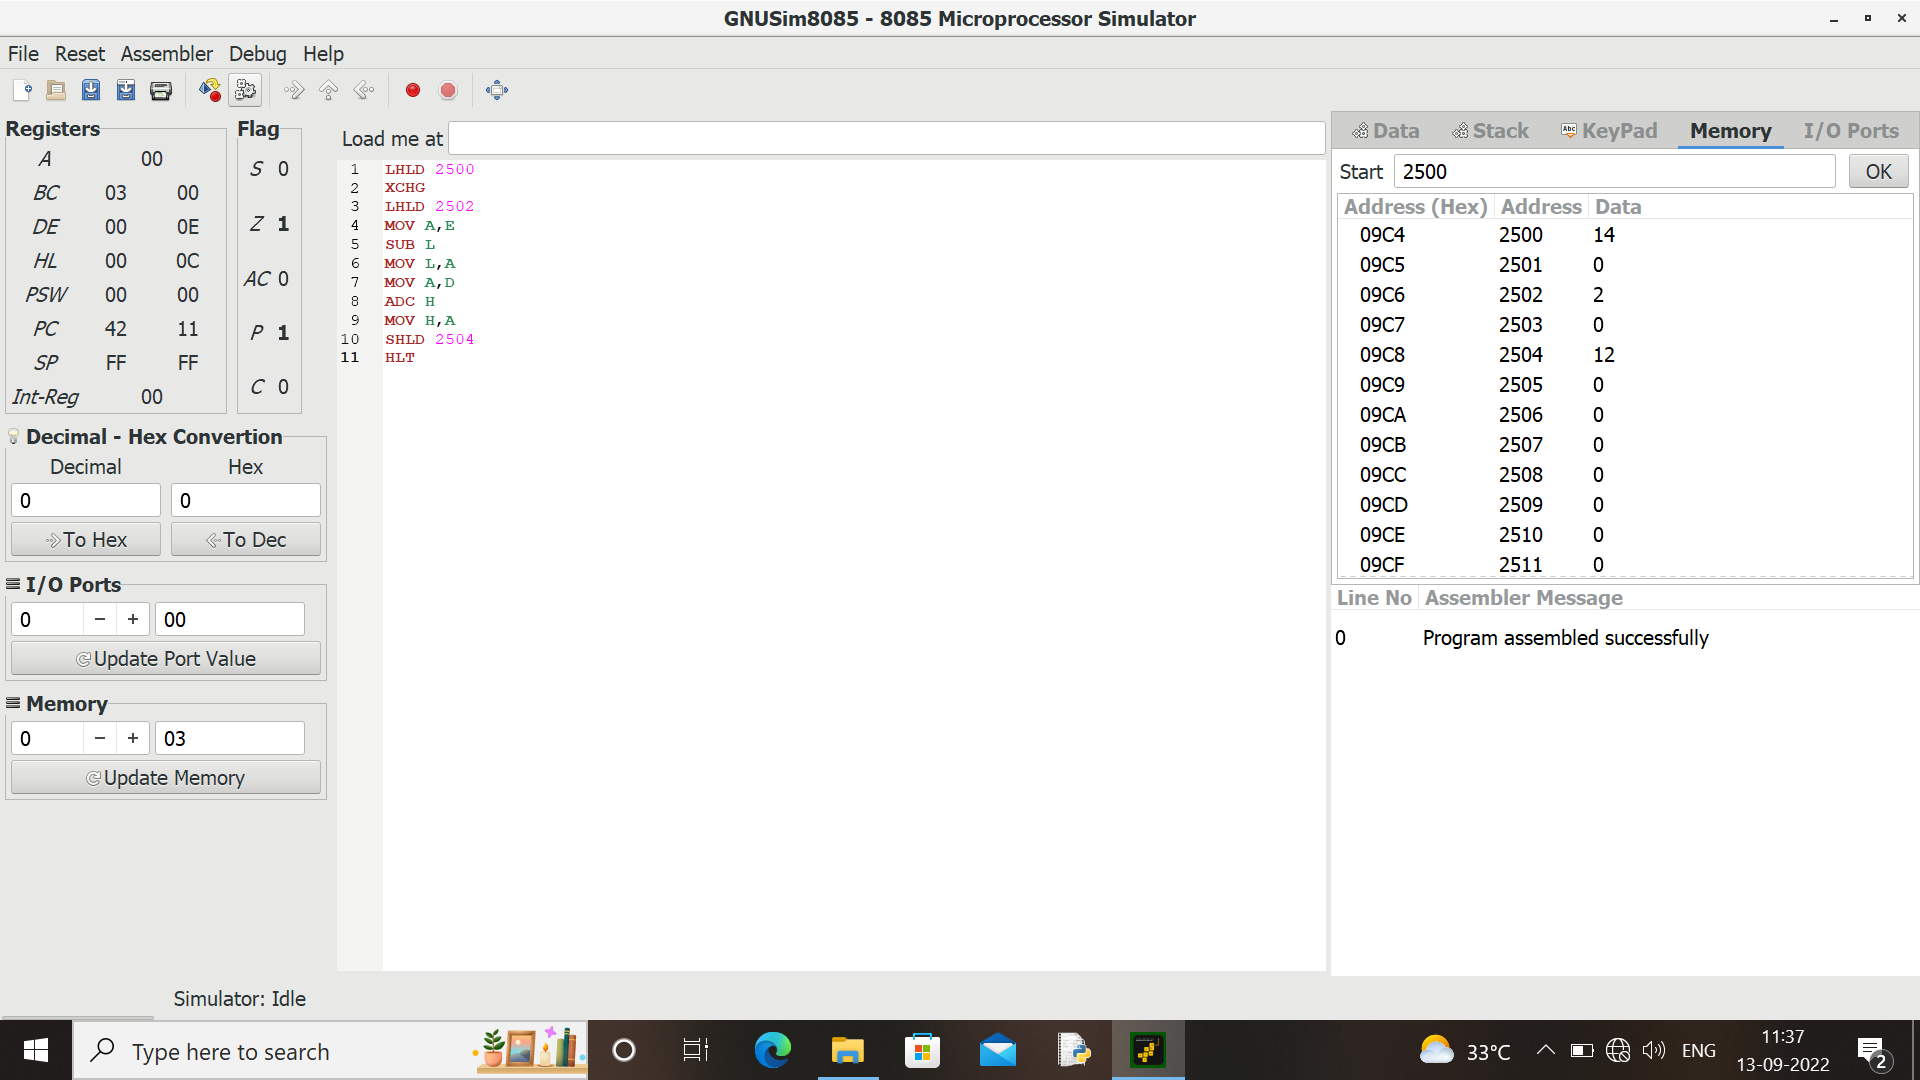 GNUSim8085 - 8085 Microprocessor Simulator
File Reset Assembler Debug Help
Registers
A 00
BC 03 00
DE 00 0E
HL 00 0C
PSW 00 00
PC 42 11
SP FF FF
Int-Reg 00
Flag
S 0
Z 1
AC 0
P 1
C 0
Decimal - Hex Convertion
Decimal Hex
0 0
To Hex To Dec
I/O Ports
0 − + 00
Update Port Value
Memory
0 − + 03
Update Memory
Load me at
1 LHLD 2500
2 XCHG
3 LHLD 2502
4 MOV A,E
5 SUB L
6 MOV L,A
7 MOV A,D
8 ADC H
9 MOV H,A
10 SHLD 2504
11 HLT
Data Stack Abc KeyPad Memory I/O Ports
Start 2500 OK
Address (Hex) Address Data
09C4 2500 14
09C5 2501 0
09C6 2502 2
09C7 2503 0
09C8 2504 12
09C9 2505 0
09CA 2506 0
09CB 2507 0
09CC 2508 0
09CD 2509 0
09CE 2510 0
09CF 2511 0
Line No Assembler Message
0 Program assembled successfully
Simulator: Idle
Type here to search
33°C ENG
11:37
13-09-2022
2